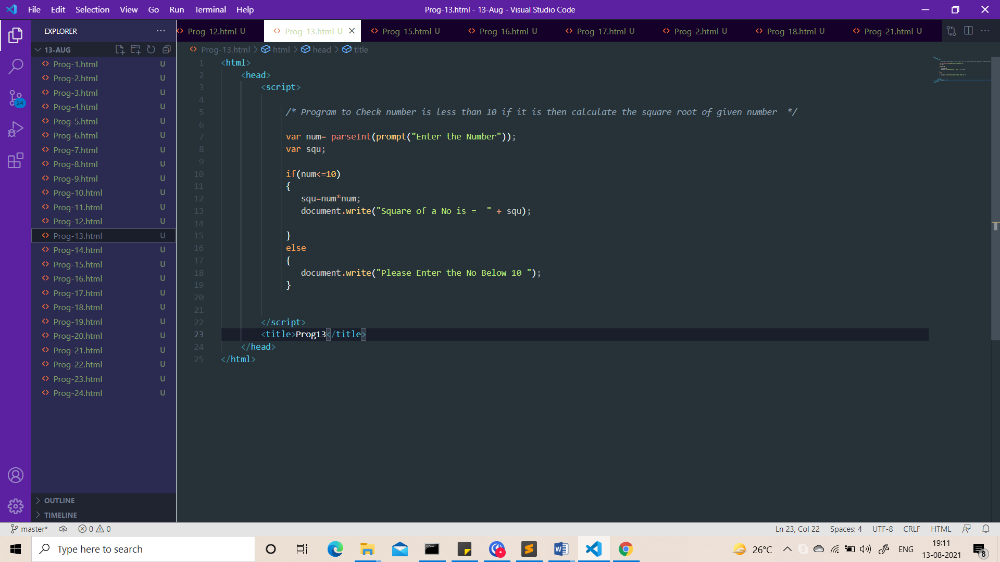 File Edit Selection View Go Run Terminal Help Prog-13.html - 13-Aug - Visual Studio Code
EXPLORER
Prog-12.html U Prog-13.html U Prog-15.html U Prog-16.html U Prog-17.html U Prog-2.html U Prog-18.html U Prog-21.html U
13-AUG
Prog-13.html > html > head > title
Prog-1.html U
Prog-2.html U
Prog-3.html U
Prog-4.html U
Prog-5.html U
Prog-6.html U
Prog-7.html U
Prog-8.html U
Prog-9.html U
Prog-10.html U
Prog-11.html U
Prog-12.html U
Prog-13.html U
Prog-14.html U
Prog-15.html U
Prog-16.html U
Prog-17.html U
Prog-18.html U
Prog-19.html U
Prog-20.html U
Prog-21.html U
Prog-22.html U
Prog-23.html U
Prog-24.html U
24
OUTLINE
TIMELINE
1 <html>
2 <head>
3 <script>
4
5 /* Program to Check number is less than 10 if it is then calculate the square root of given number */
6
7 var num= parseInt(prompt("Enter the Number"));
8 var squ;
9
10 if(num<=10)
11 {
12 squ=num*num;
13 document.write("Square of a No is =  " + squ);
14
15 }
16 else
17 {
18 document.write("Please Enter the No Below 10 ");
19 }
20
21
22 </script>
23 <title>Prog13</title>
24 </head>
25 </html>
master* 0 0 Ln 23, Col 22 Spaces: 4 UTF-8 CRLF HTML
Type here to search 26°C ENG 19:11
13-08-2021 8